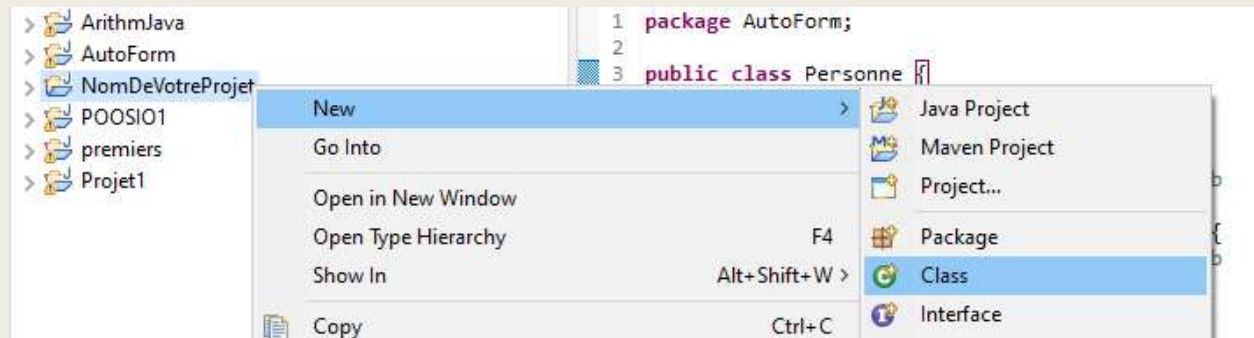 ArithmJava
AutoForm
NomDeVotreProjet
POOSIO1
premiers
Projet1
1 package AutoForm;
2
3 public class Personne {
New
Go Into
Open in New Window
Open Type Hierarchy F4
Show In Alt+Shift+W >
Copy Ctrl+C
Java Project
Maven Project
Project...
Package
Class
Interface